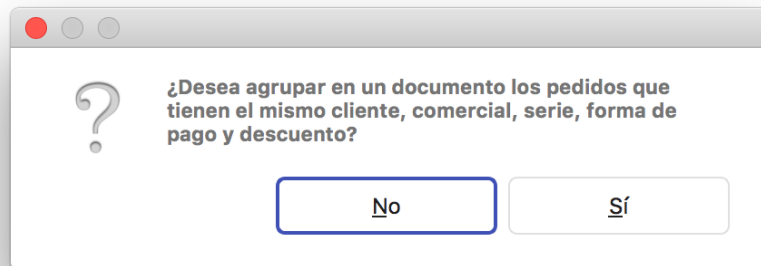 ¿Desea agrupar en un documento los pedidos que
tienen el mismo cliente, comercial, serie, forma de
pago y descuento?
No Sí